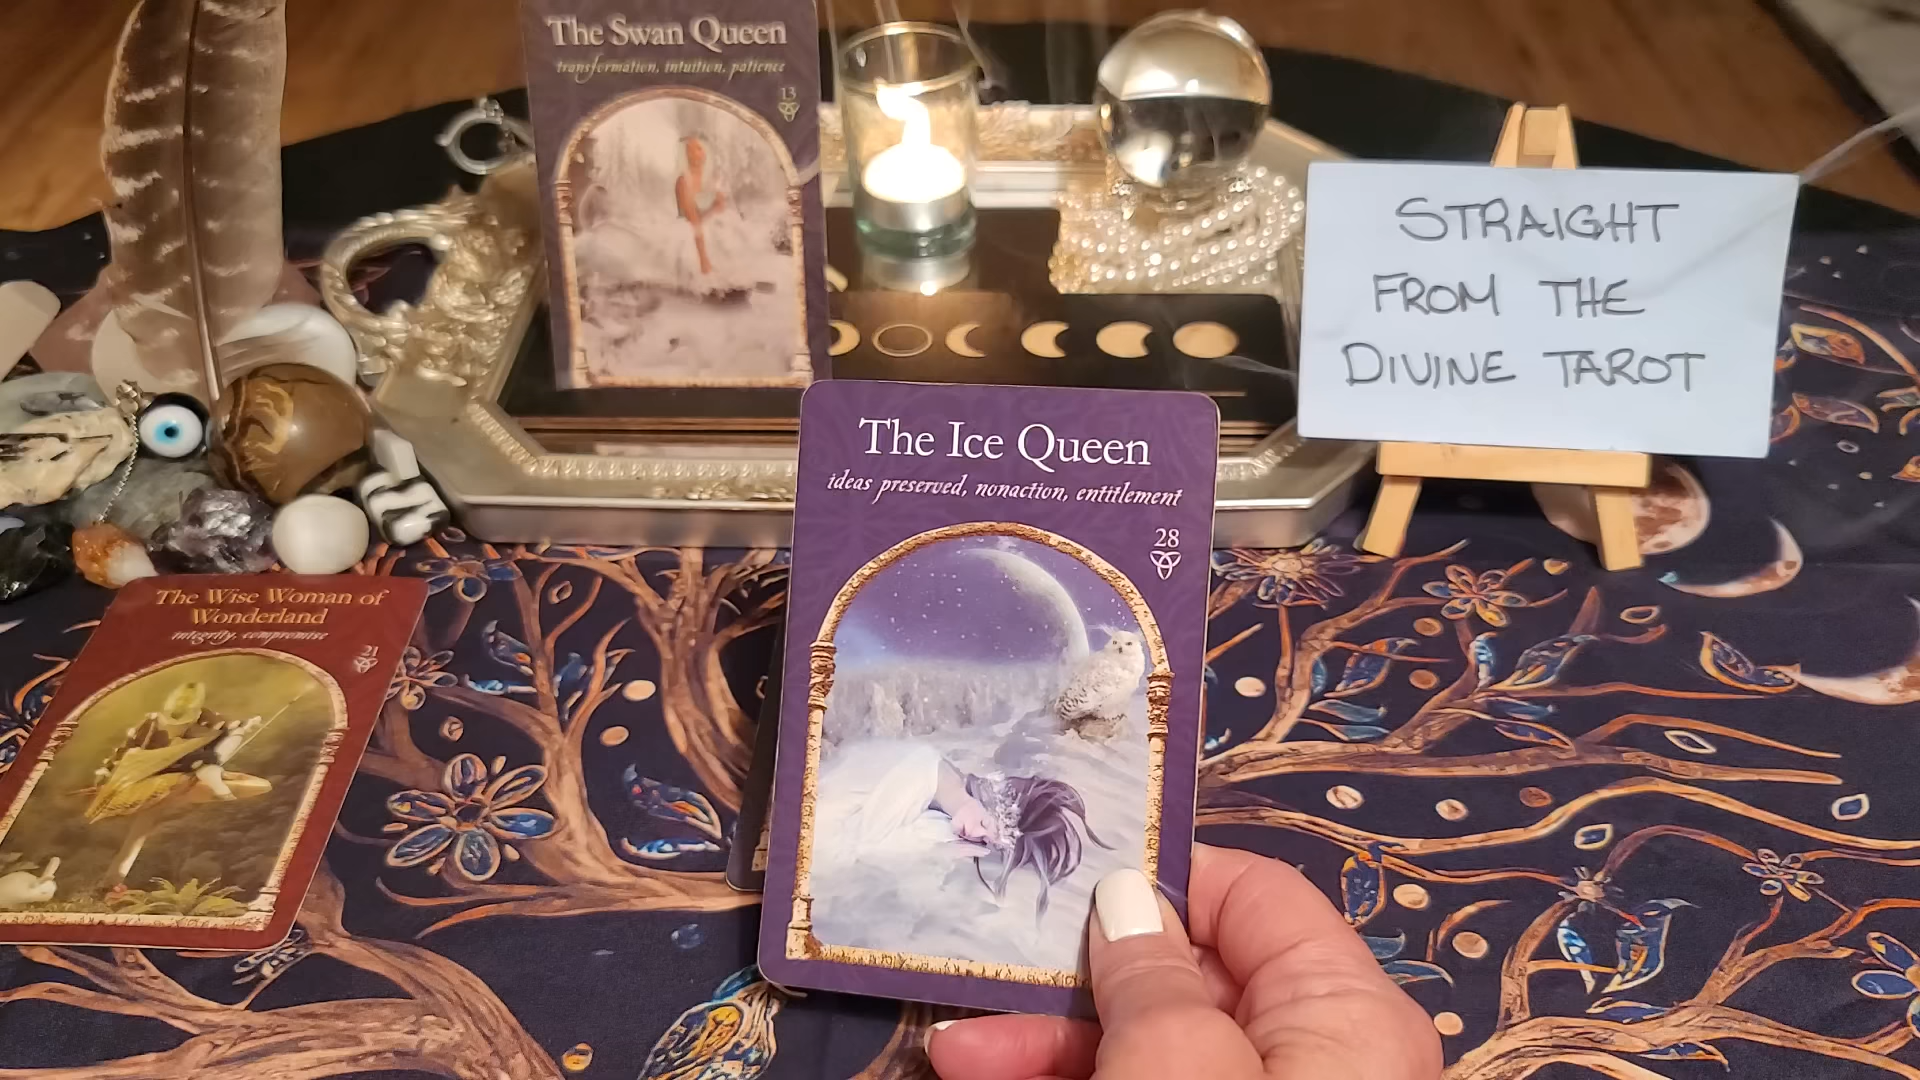 The Swan Queen
transformation, intuition, patience
13
STRAIGHT
FROM THE
DIVINE TAROT
The Ice Queen
ideas preserved, nonaction, entitlement
28
The Wise Woman of
Wonderland
integrity, compromise
21